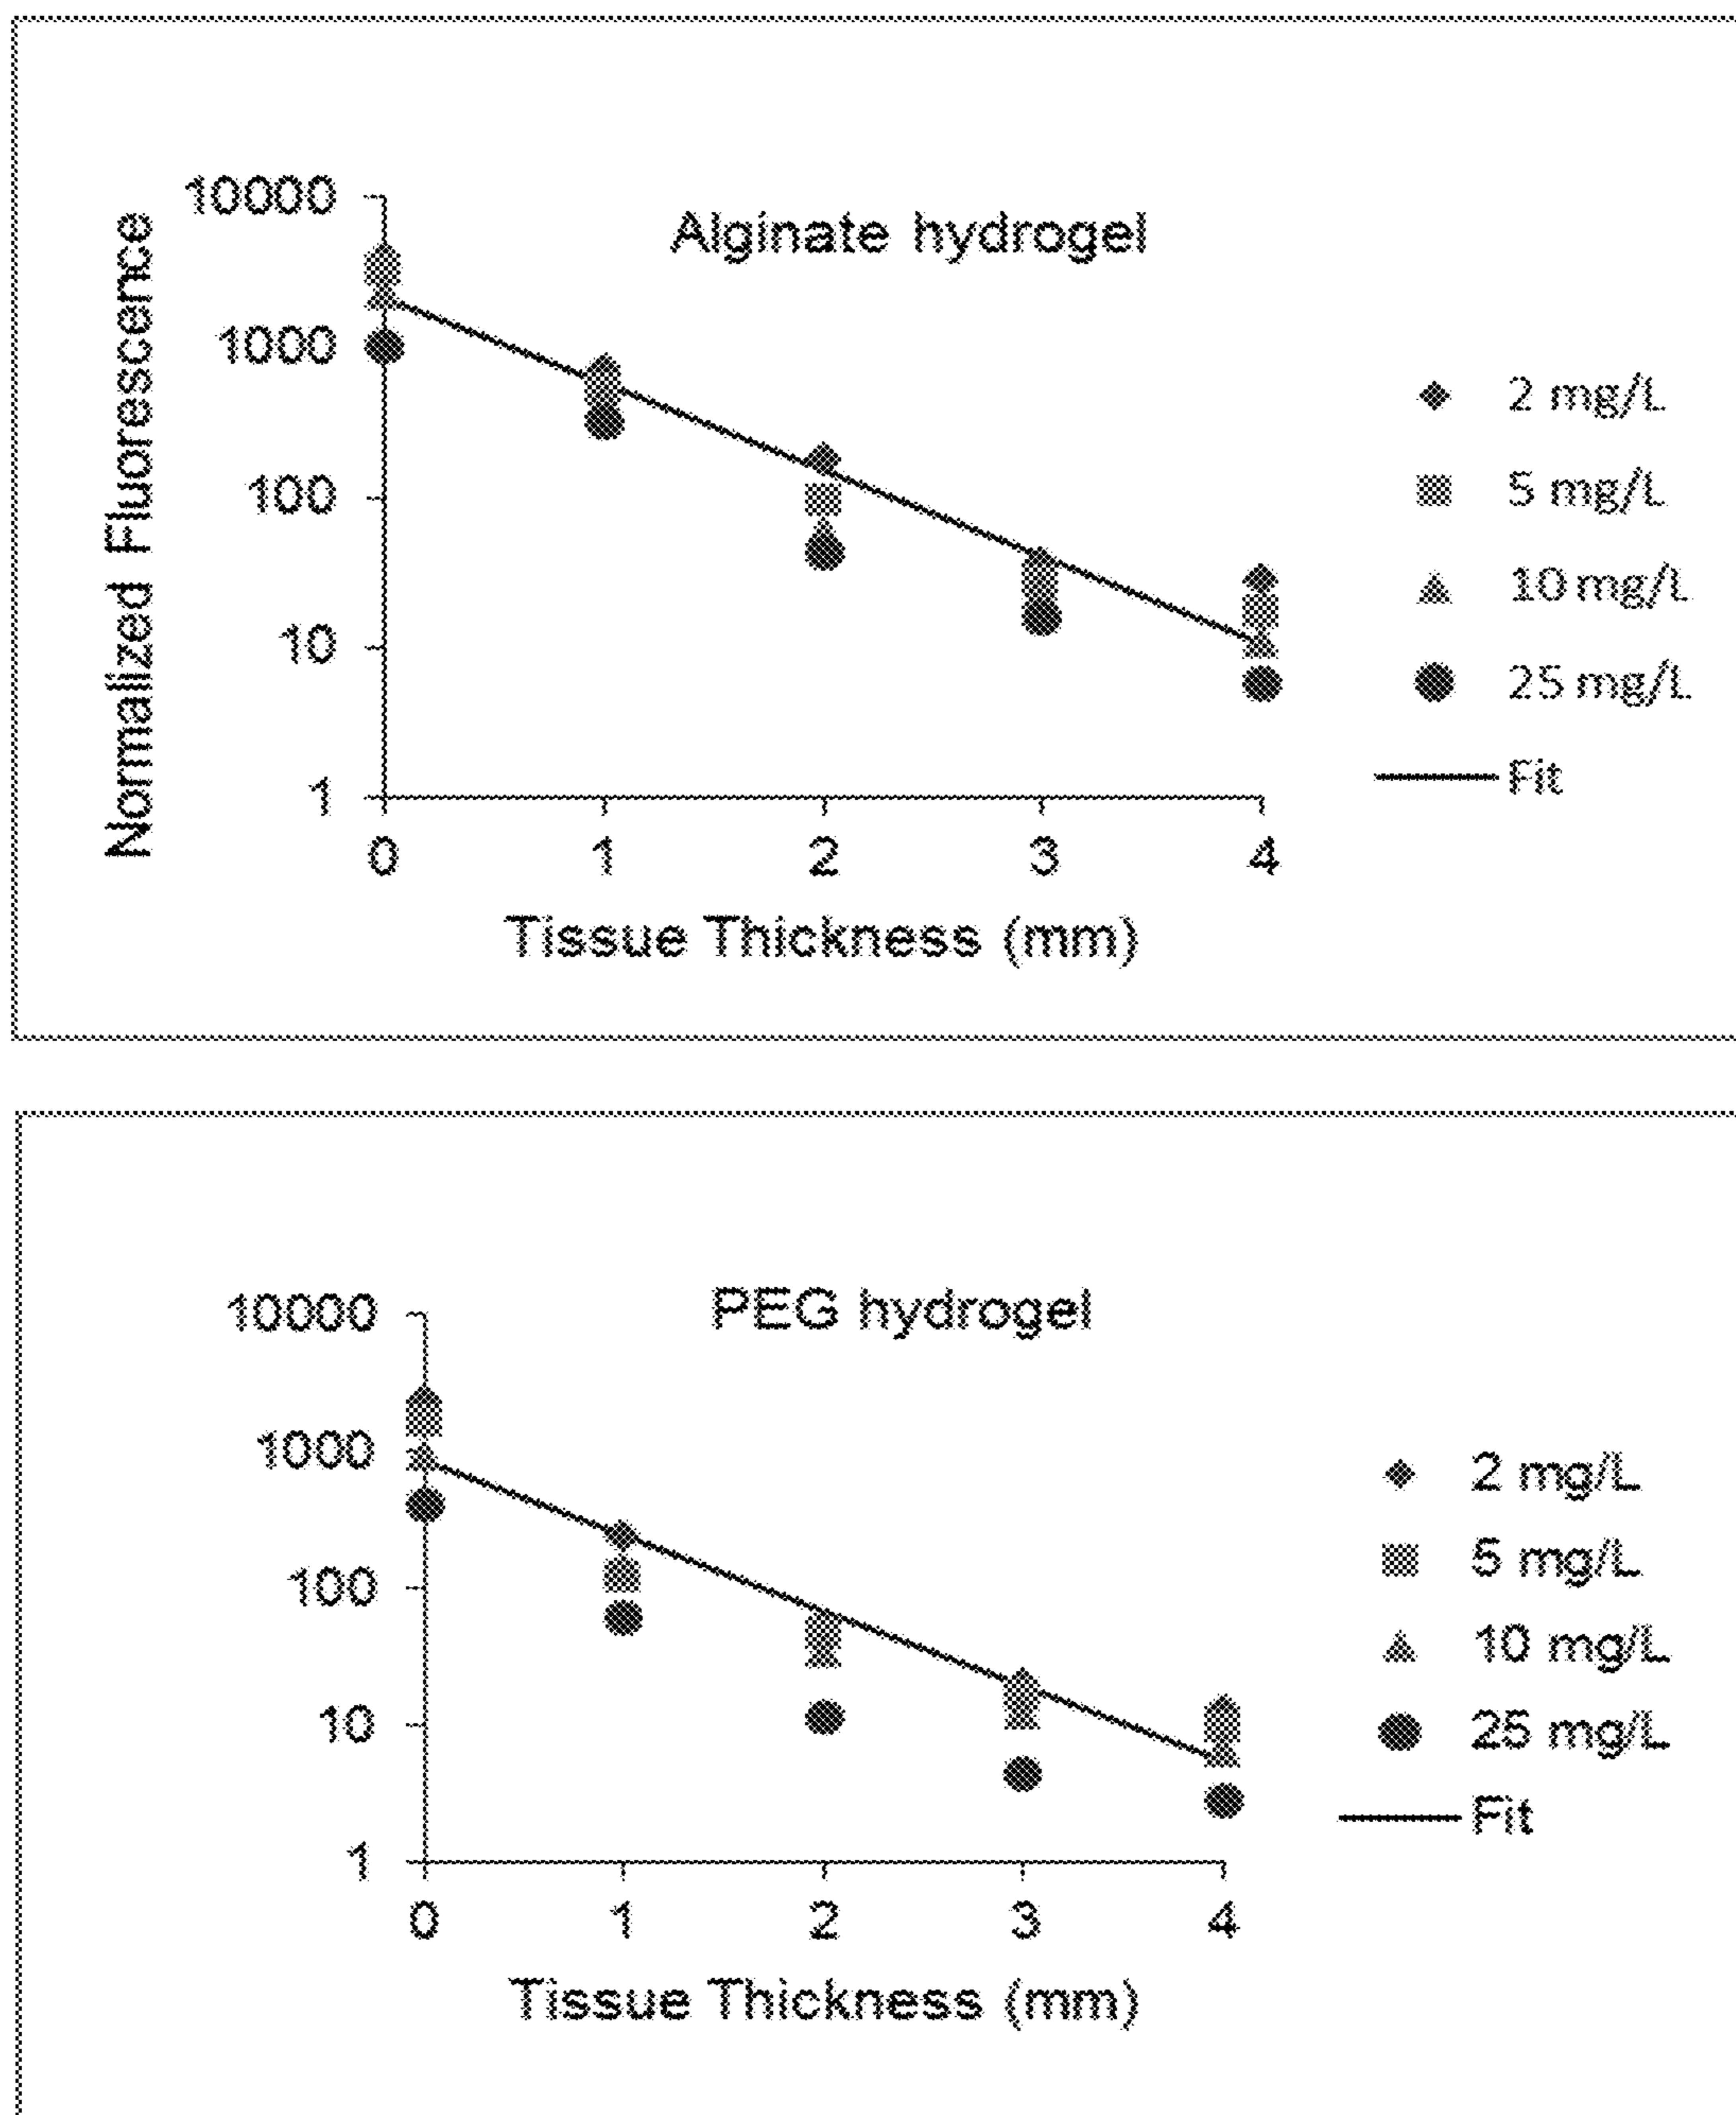 Alginate hydrogel
Normalized Fluorescence
10000
1000
100
10
1
0 1 2 3 4
Tissue Thickness (mm)
2 mg/L
5 mg/L
10 mg/L
25 mg/L
Fit
PEG hydrogel
10000
1000
100
10
1
0 1 2 3 4
Tissue Thickness (mm)
2 mg/L
5 mg/L
10 mg/L
25 mg/L
Fit